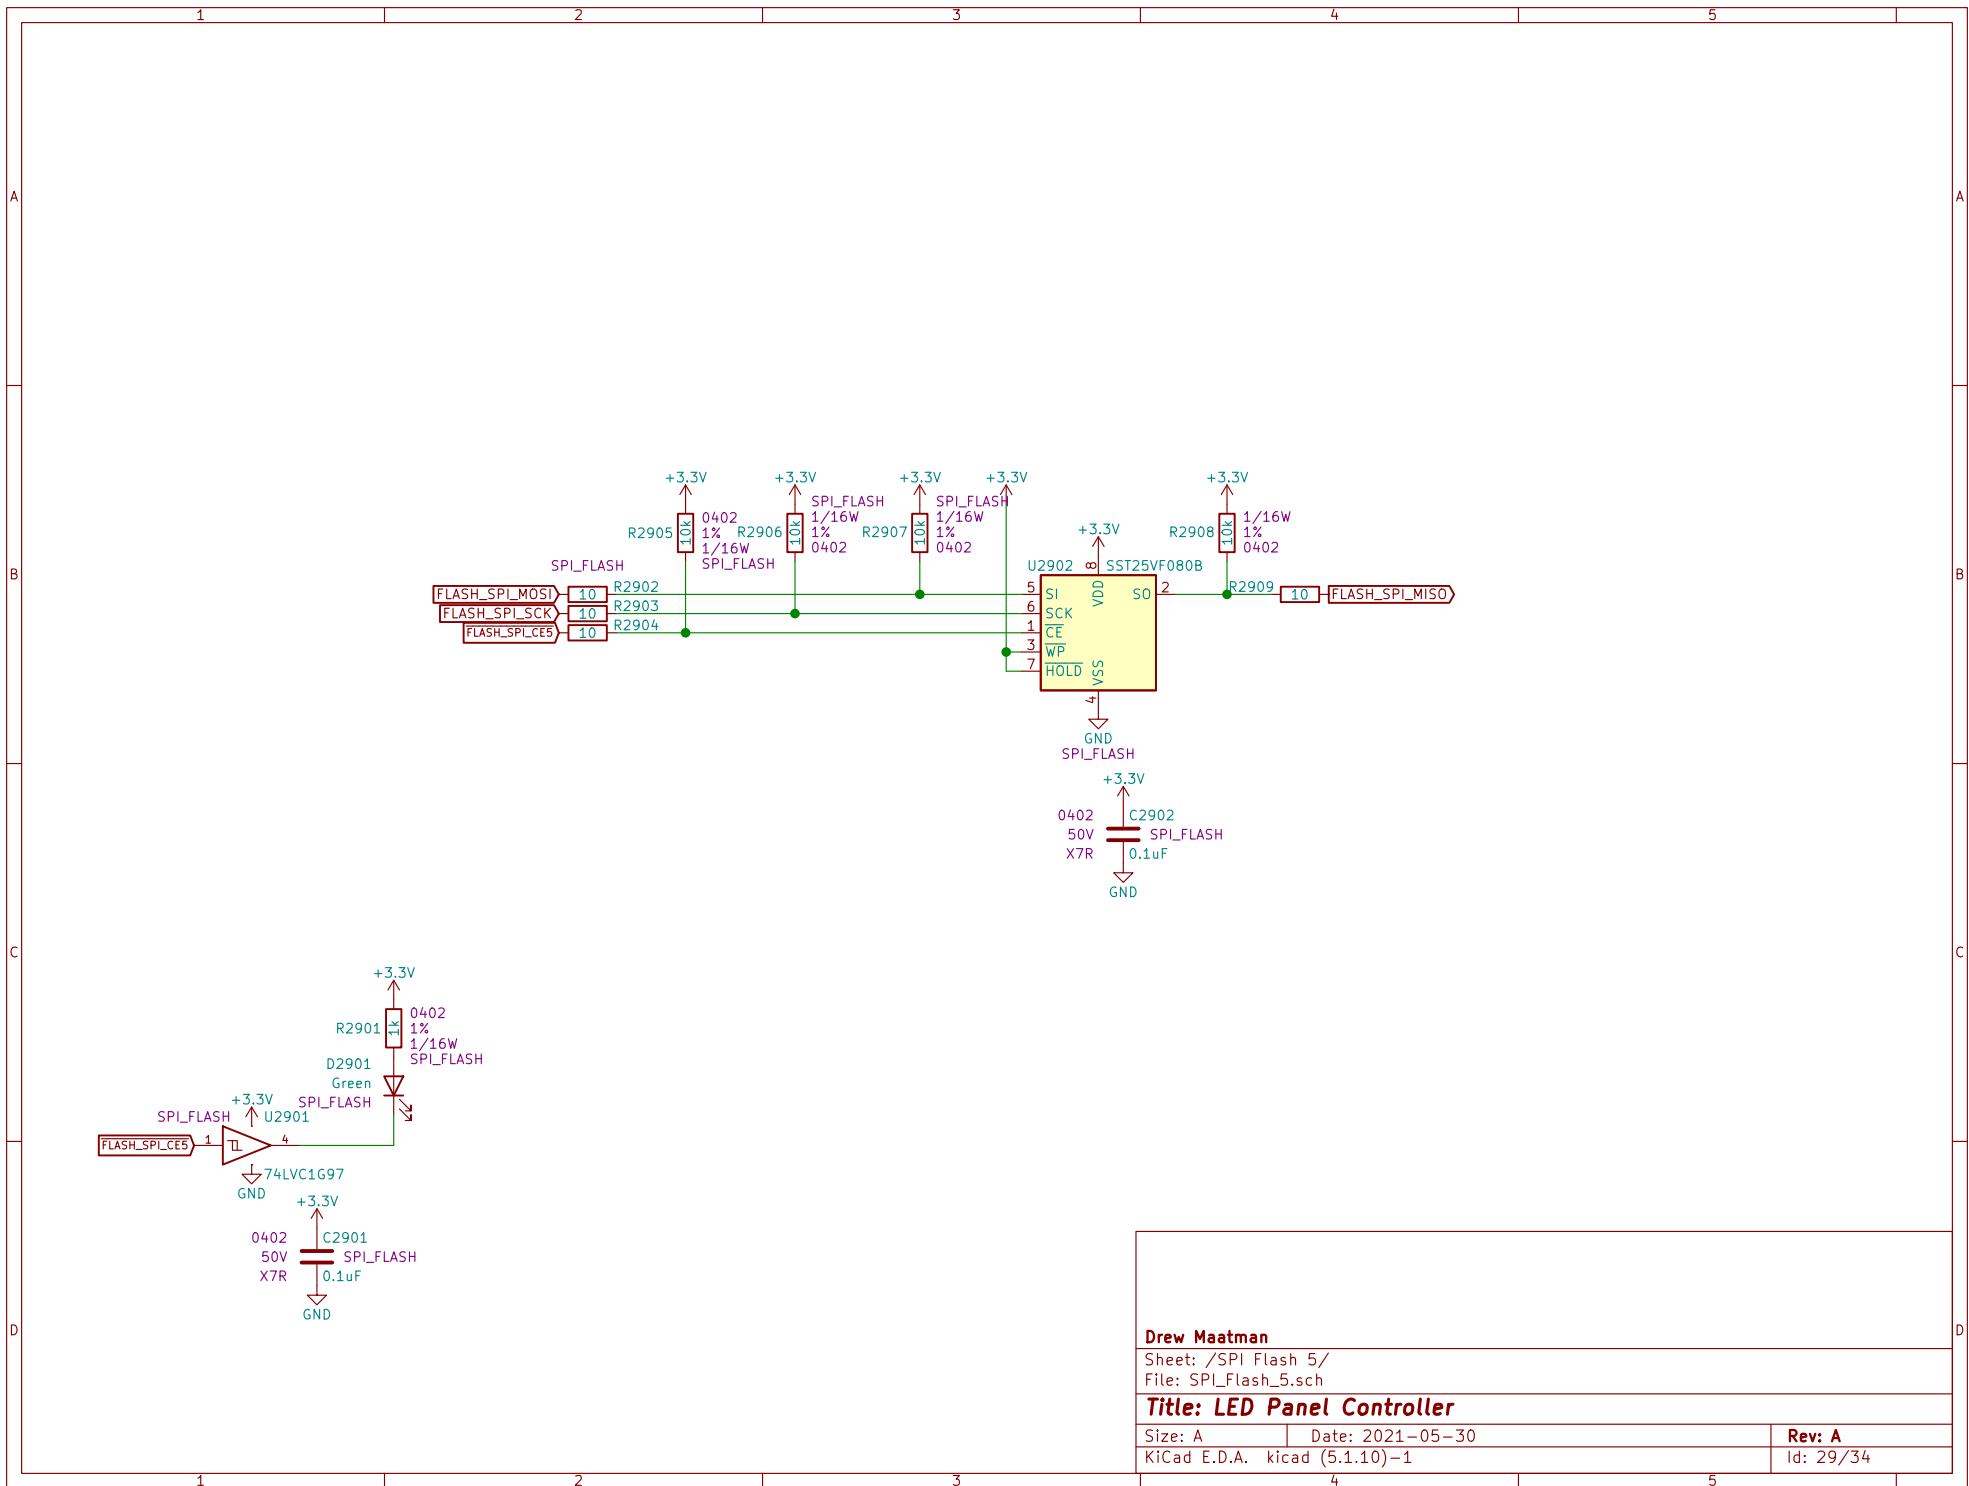 1 2 3 4 5
A A
+3.3V +3.3V +3.3V +3.3V +3.3V
SPI_FLASH SPI_FLASH
0402 1/16W 1/16W 1/16W
R2905 10k 1% R2906 10k 1% R2907 10k 1% R2908 10k 1%
1/16W 0402 0402 0402
SPI_FLASH
+3.3V
SPI_FLASH
U2902 8 SST25VF080B
B B
FLASH_SPI_MOSI 10 R2902 5 SI VDD SO 2 R2909 10 FLASH_SPI_MISO
FLASH_SPI_SCK 10 R2903 6 SCK
FLASH_SPI_CE5 10 R2904 1 CE
3 WP
7 HOLD VSS
4
GND
SPI_FLASH
+3.3V
0402 C2902
50V SPI_FLASH
X7R 0.1uF
GND
C C
+3.3V
0402
R2901 1k 1%
1/16W
SPI_FLASH
D2901
Green
SPI_FLASH
+3.3V
SPI_FLASH U2901
FLASH_SPI_CE5 1 4
74LVC1G97
GND
+3.3V
0402 C2901
50V SPI_FLASH
X7R 0.1uF
GND
D D
Drew Maatman
Sheet: /SPI Flash 5/
File: SPI_Flash_5.sch
Title: LED Panel Controller
Size: A Date: 2021-05-30 Rev: A
KiCad E.D.A. kicad (5.1.10)-1 Id: 29/34
1 2 3 4 5